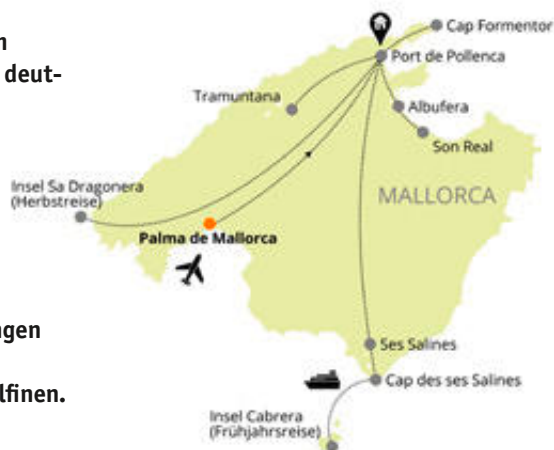 n
deut-
ngen
lfinen.
Cap Formentor
Port de Pollenca
Tramuntana
Albufera
Son Real
Insel Sa Dragonera
(Herbstreise)
MALLORCA
Palma de Mallorca
Ses Salines
Cap des ses Salines
Insel Cabrera
(Frühjahrsreise)